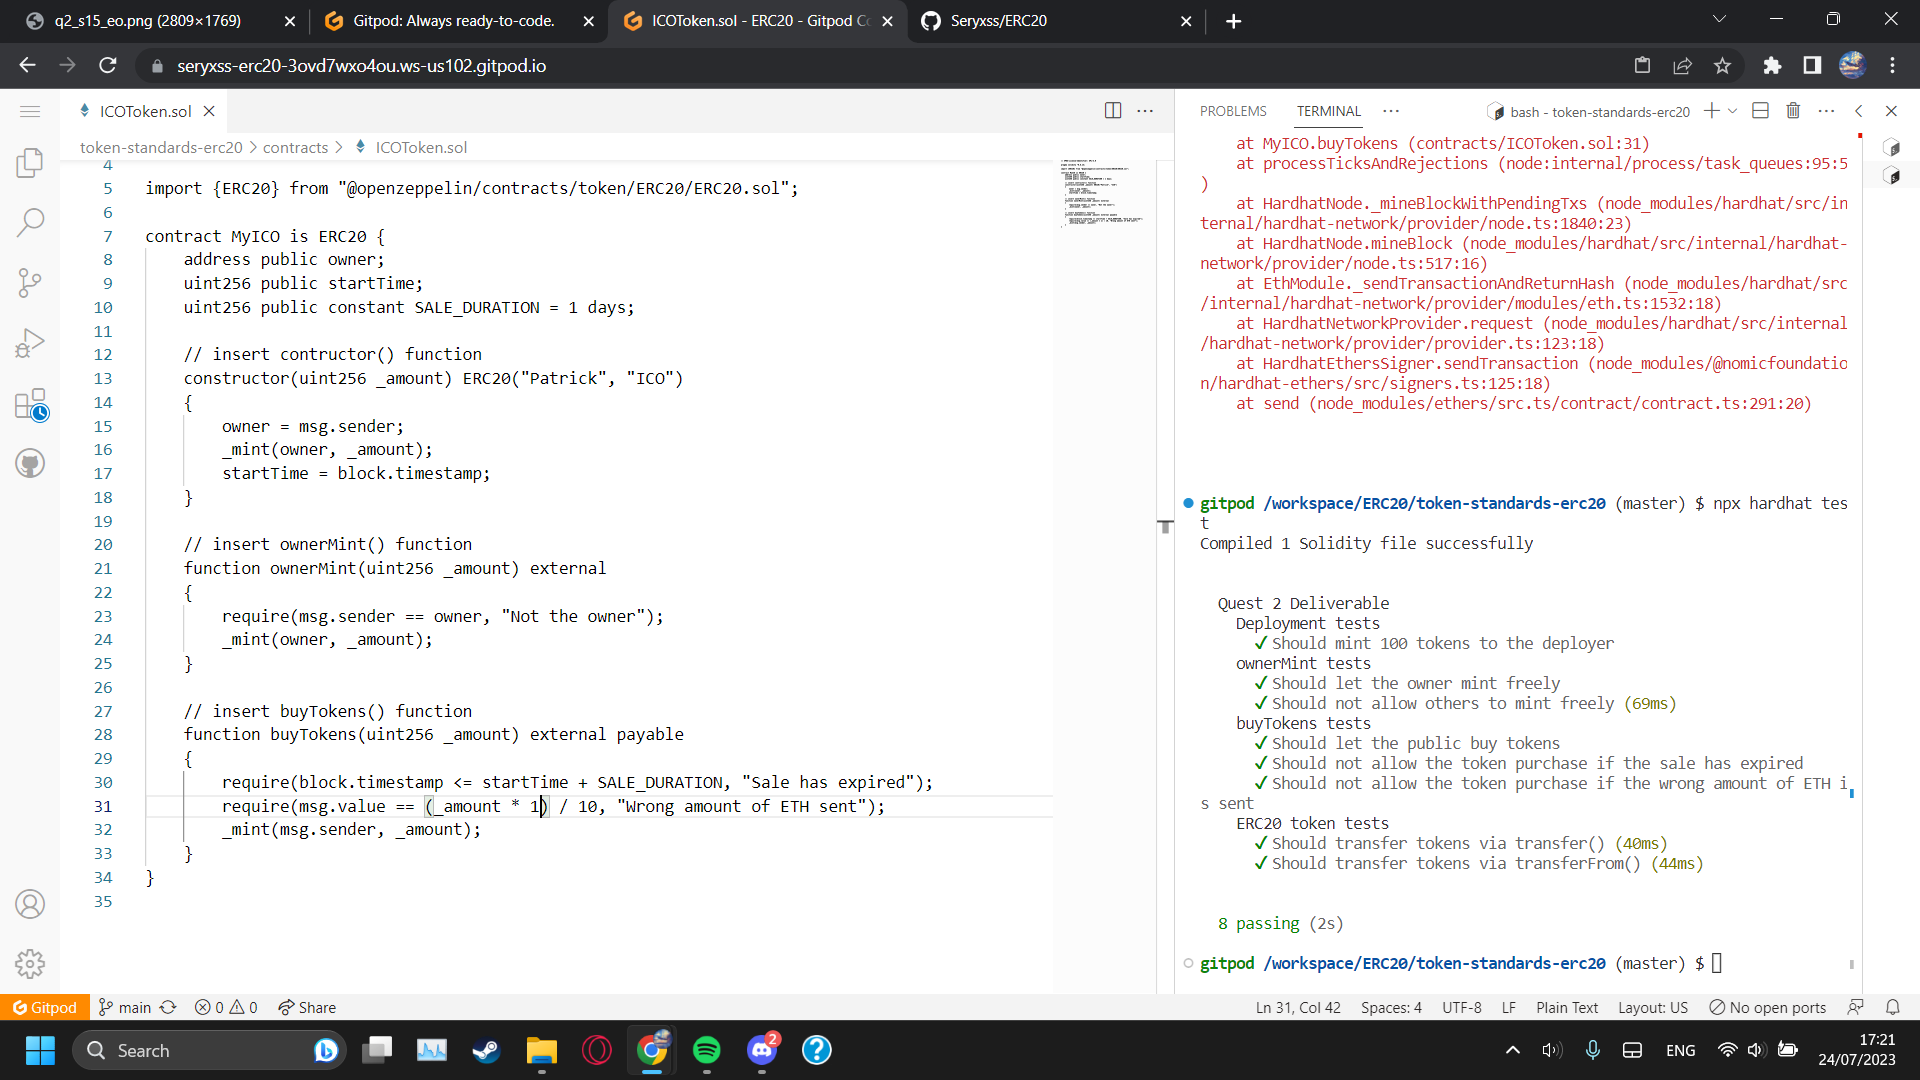 q2_s15_eo.png (2809×1769)
Gitpod: Always ready-to-code.
ICOToken.sol - ERC20 - Gitpod Co
Seryxss/ERC20
seryxss-erc20-3ovd7wxo4ou.ws-us102.gitpod.io
ICOToken.sol
token-standards-erc20 > contracts > ICOToken.sol
4
5 import {ERC20} from "@openzeppelin/contracts/token/ERC20/ERC20.sol";
6
7 contract MyICO is ERC20 {
8 address public owner;
9 uint256 public startTime;
10 uint256 public constant SALE_DURATION = 1 days;
11
12 // insert contructor() function
13 constructor(uint256 _amount) ERC20("Patrick", "ICO")
14 {
15 owner = msg.sender;
16 _mint(owner, _amount);
17 startTime = block.timestamp;
18 }
19
20 // insert ownerMint() function
21 function ownerMint(uint256 _amount) external
22 {
23 require(msg.sender == owner, "Not the owner");
24 _mint(owner, _amount);
25 }
26
27 // insert buyTokens() function
28 function buyTokens(uint256 _amount) external payable
29 {
30 require(block.timestamp <= startTime + SALE_DURATION, "Sale has expired");
31 require(msg.value == (_amount * 1) / 10, "Wrong amount of ETH sent");
32 _mint(msg.sender, _amount);
33 }
34 }
35
PROBLEMS TERMINAL ··· bash - token-standards-erc20
at MyICO.buyTokens (contracts/ICOToken.sol:31)
at processTicksAndRejections (node:internal/process/task_queues:95:5
)
at HardhatNode._mineBlockWithPendingTxs (node_modules/hardhat/src/in
ternal/hardhat-network/provider/node.ts:1840:23)
at HardhatNode.mineBlock (node_modules/hardhat/src/internal/hardhat-
network/provider/node.ts:517:16)
at EthModule._sendTransactionAndReturnHash (node_modules/hardhat/src
/internal/hardhat-network/provider/modules/eth.ts:1532:18)
at HardhatNetworkProvider.request (node_modules/hardhat/src/internal
/hardhat-network/provider/provider.ts:123:18)
at HardhatEthersSigner.sendTransaction (node_modules/@nomicfoundatio
n/hardhat-ethers/src/signers.ts:125:18)
at send (node_modules/ethers/src.ts/contract/contract.ts:291:20)
gitpod /workspace/ERC20/token-standards-erc20 (master) $ npx hardhat tes
t
Compiled 1 Solidity file successfully
Quest 2 Deliverable
Deployment tests
✓ Should mint 100 tokens to the deployer
ownerMint tests
✓ Should let the owner mint freely
✓ Should not allow others to mint freely (69ms)
buyTokens tests
✓ Should let the public buy tokens
✓ Should not allow the token purchase if the sale has expired
✓ Should not allow the token purchase if the wrong amount of ETH i
s sent
ERC20 token tests
✓ Should transfer tokens via transfer() (40ms)
✓ Should transfer tokens via transferFrom() (44ms)
8 passing (2s)
gitpod /workspace/ERC20/token-standards-erc20 (master) $
Gitpod main 0 0 Share Ln 31, Col 42 Spaces: 4 UTF-8 LF Plain Text Layout: US No open ports
Search 2 ENG 17:21
24/07/2023